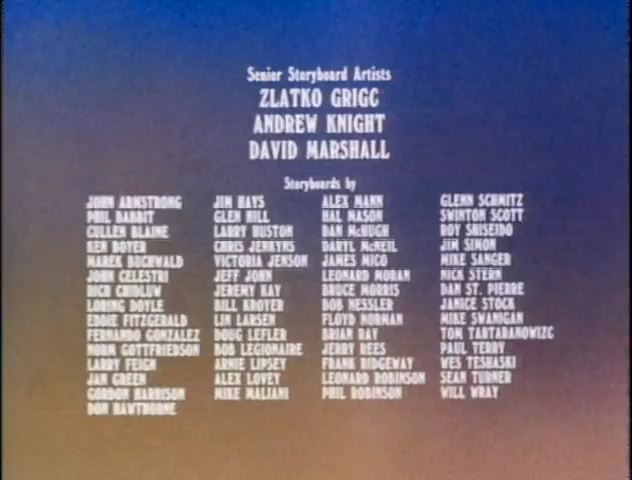 Senior Storyboard Artists
ZLATKO GRIGC
ANDREW KNIGHT
DAVID MARSHALL
Storyboards by
JOHN ARMSTRONG
PHIL BABBIT
CULLEN BLAINE
KEN BOYER
MAREK BUCHWALD
JOHN CELESTRI
RICH CHIDLAW
LORING DOYLE
EDDIE FITZGERALD
FERNANDO GONZALEZ
NORM GOTTFREDSON
LARRY FEIGN
JAN GREEN
GORDON HARRISON
DON HAWTHORNE
JIM HAYS
GLEN HILL
LARRY HUSTON
CHRIS JENKYNS
VICTORIA JENSON
JEFF JOHN
JEREMY KAY
BILL KROYER
LIN LARSEN
DOUG LEFLER
BOB LEGIONAIRE
ARNIE LIPSEY
ALEX LOVEY
MIKE MALIANI
ALEX MANN
HAL MASON
DAN McHUGH
DARYL McNEIL
JAMES MICO
LEONARD MORAN
BRUCE MORRIS
BOB NESSLER
FLOYD NORMAN
BRIAN RAY
JERRY REES
FRANK RIDGEWAY
LEONARD ROBINSON
PHIL ROBINSON
GLENN SCHMITZ
SWINTON SCOTT
ROY SHISEIDO
JIM SIMON
MIKE SANGER
NICK STERN
DAN ST. PIERRE
JANICE STOCK
MIKE SWANIGAN
TOM TARTARANOWIZC
PAUL TERRY
WES TESHASKI
SEAN TURNER
WILL WRAY